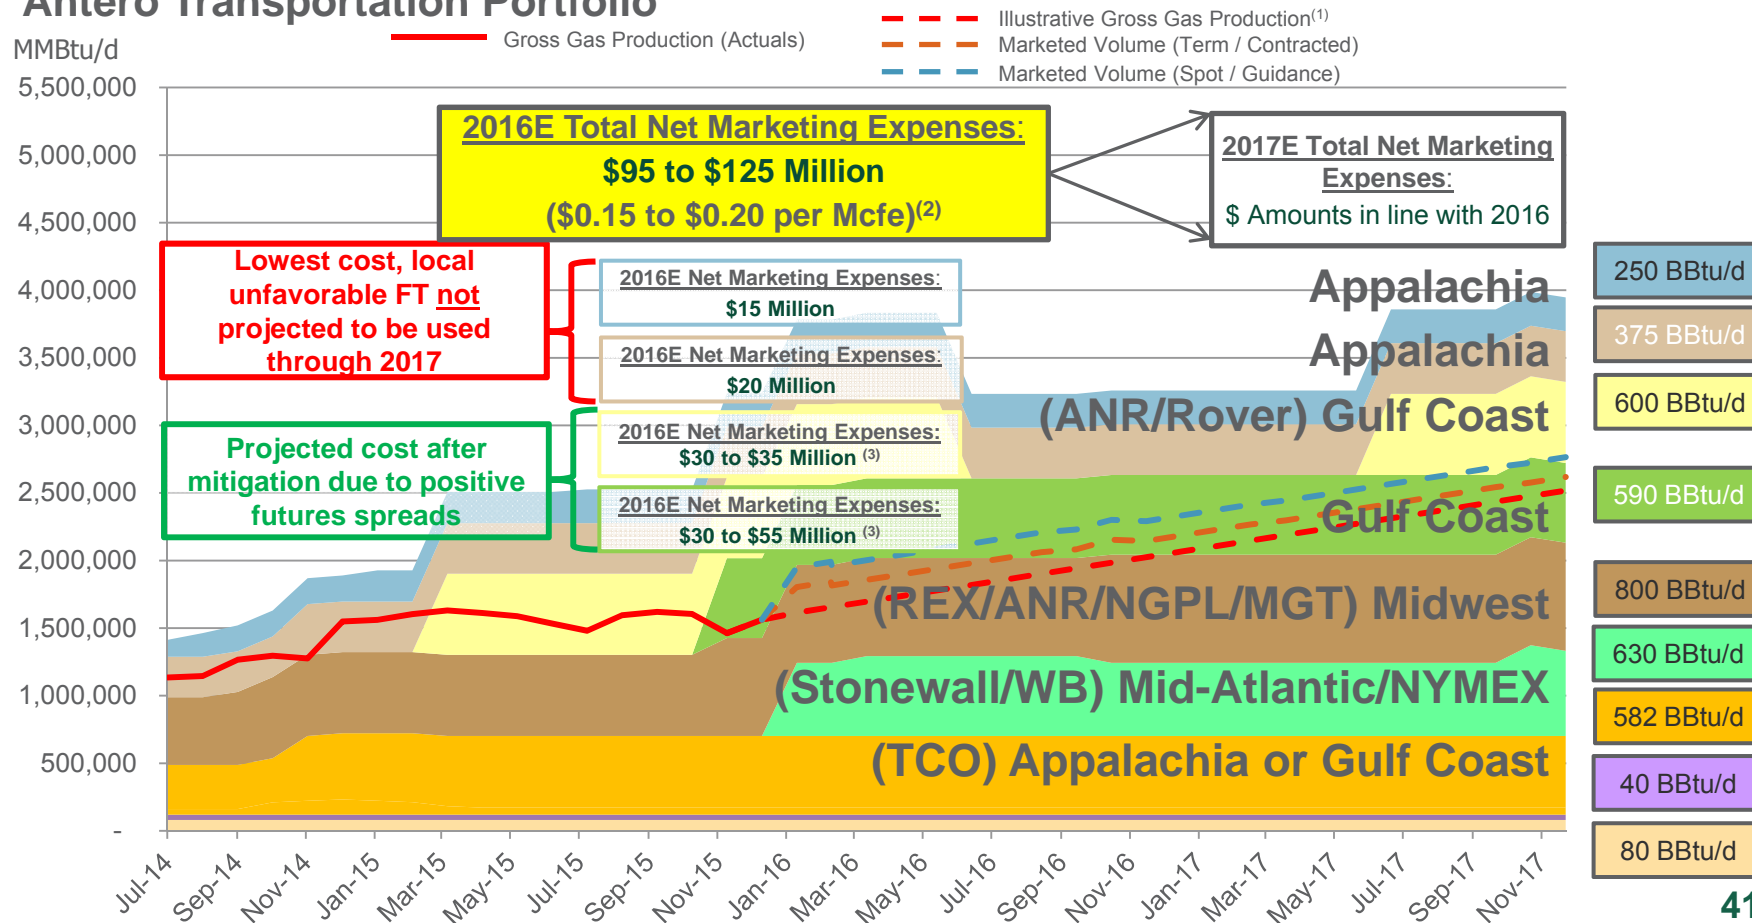 Antero Transportation Portfolio
MMBtu/d
Gross Gas Production (Actuals)
Illustrative Gross Gas Production(1)
Marketed Volume (Term / Contracted)
Marketed Volume (Spot / Guidance)
5,500,000
5,000,000
4,500,000
4,000,000
3,500,000
3,000,000
2,500,000
2,000,000
1,500,000
1,000,000
500,000
-
2016E Total Net Marketing Expenses:
$95 to $125 Million
($0.15 to $0.20 per Mcfe)(2)
2017E Total Net Marketing
Expenses:
$ Amounts in line with 2016
Lowest cost, local
unfavorable FT not
projected to be used
through 2017
2016E Net Marketing Expenses:
$15 Million
2016E Net Marketing Expenses:
$20 Million
Projected cost after
mitigation due to positive
futures spreads
2016E Net Marketing Expenses:
$30 to $35 Million (3)
2016E Net Marketing Expenses:
$30 to $55 Million (3)
Appalachia
Appalachia
(ANR/Rover) Gulf Coast
Gulf Coast
(REX/ANR/NGPL/MGT) Midwest
(Stonewall/WB) Mid-Atlantic/NYMEX
(TCO) Appalachia or Gulf Coast
250 BBtu/d
375 BBtu/d
600 BBtu/d
590 BBtu/d
800 BBtu/d
630 BBtu/d
582 BBtu/d
40 BBtu/d
80 BBtu/d
Jul-14
Sep-14
Nov-14
Jan-15
Mar-15
May-15
Jul-15
Sep-15
Nov-15
Jan-16
Mar-16
May-16
Jul-16
Sep-16
Nov-16
Jan-17
Mar-17
May-17
Jul-17
Sep-17
Nov-17
41